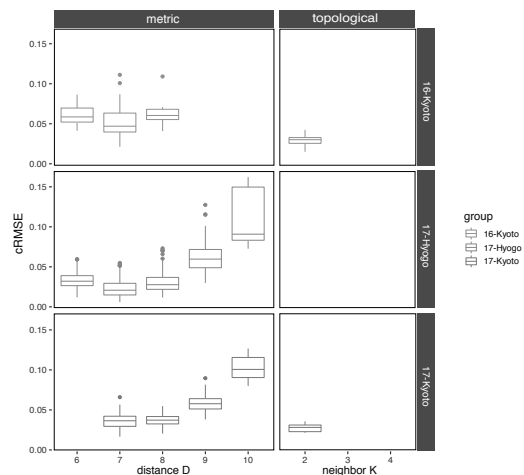 metric
topological
0.15
0.10
0.05
0.00
16-Kyoto
0.15
0.10
0.05
0.00
17-Hyogo
0.15
0.10
0.05
0.00
17-Kyoto
cRMSE
6 7 8 9 10
2 3 4
distance D
neighbor K
group
16-Kyoto
17-Hyogo
17-Kyoto